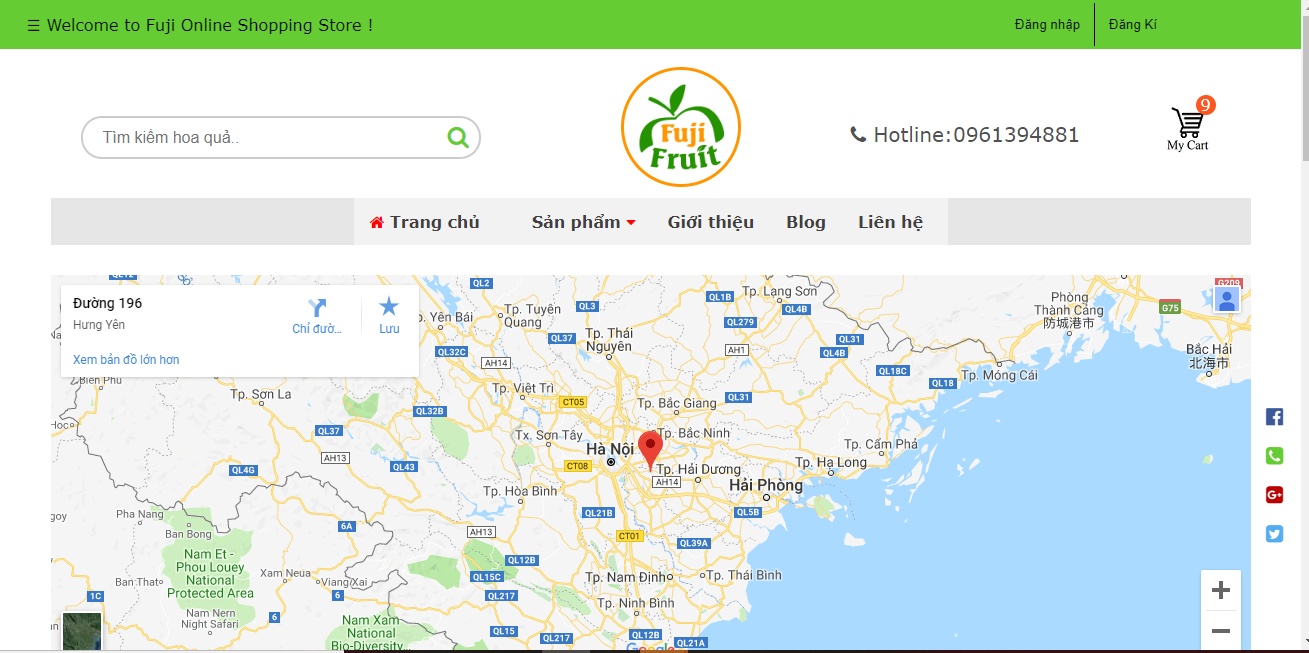 ☰ Welcome to Fuji Online Shopping Store !
Đăng nhập
Đăng Kí
Tìm kiếm hoa quả..
Fuji
Fruit
Hotline:0961394881
9
My Cart
Trang chủ
Sản phẩm
Giới thiệu
Blog
Liên hệ
Đường 196
Hưng Yên
Chỉ đườ...
Lưu
Xem bản đồ lớn hơn
QL2
QL1B
Tp. Lạng Sơn
Phòng
Thành Cang
防城港市
G75
Tp. Yên Bái
Tp. Tuyên
Quang
QL3
QL4B
QL279
Tp. Thái
Nguyên
QL37
QL31
AH1
QL4B
Bắc Hải
北海市
QL32C
AH14
QL18C
QL18
Tp. Móng Cái
Tp. Sơn La
Tp. Việt Trì
CT05
Tp. Bắc Giang
QL31
QL32B
QL37
Tx. Sơn Tây
Tp. Bắc Ninh
Hà Nội
Tp. Cẩm Phả
AH13
QL4G
QL43
CT08
Tp. Hải Dương
Tp. Hạ Long
AH14
Hải Phòng
Tp. Hòa Bình
QL21B
QL5B
Pha Nang
6A
AH13
CT01
QL39A
Ban Bong
Nam Et -
Phou Louey
National
Protected Area
QL12B
Xam Neua
Viang Xai
QL15C
Tp. Nam Định
Tp. Thái Bình
Ban That
1C
6
QL217
Tp. Ninh Bình
Nam Nern
Night Safari
6
Nam Xam
National
Bio-Diversity...
QL15
QL217
QL12B
QL21A
Google